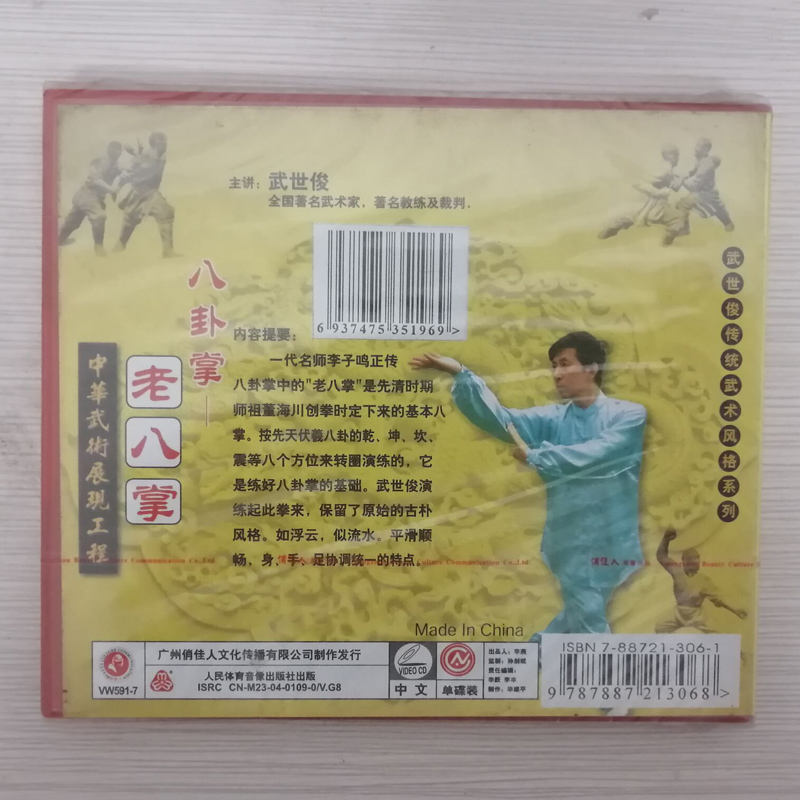 主讲：武世俊
全国著名武术家，著名教练及裁判.
6 937475 351969 >
八卦掌—
老八掌
中華武術展現工程
武世俊传统武术风格系列
内容提要：
一代名师李子鸣正传
八卦掌中的"老八掌"是先清时期
师祖董海川创拳时定下来的基本八
掌。按先天伏羲八卦的乾、坤、坎、
震等八个方位来转圈演练的，它
是练好八卦掌的基础。武世俊演
练起此拳来，保留了原始的古朴
风格。如浮云，似流水。平滑顺
畅，身、手、足协调统一的特点。
Made In China
VW591-7
广州俏佳人文化传播有限公司制作发行
人民体育音像出版社出版
ISRC CN-M23-04-0109-0/V.G8
VIDEO CD
中文
单碟装
责任编辑：
ISBN 7-88721-306-1
9 787887 213068 >